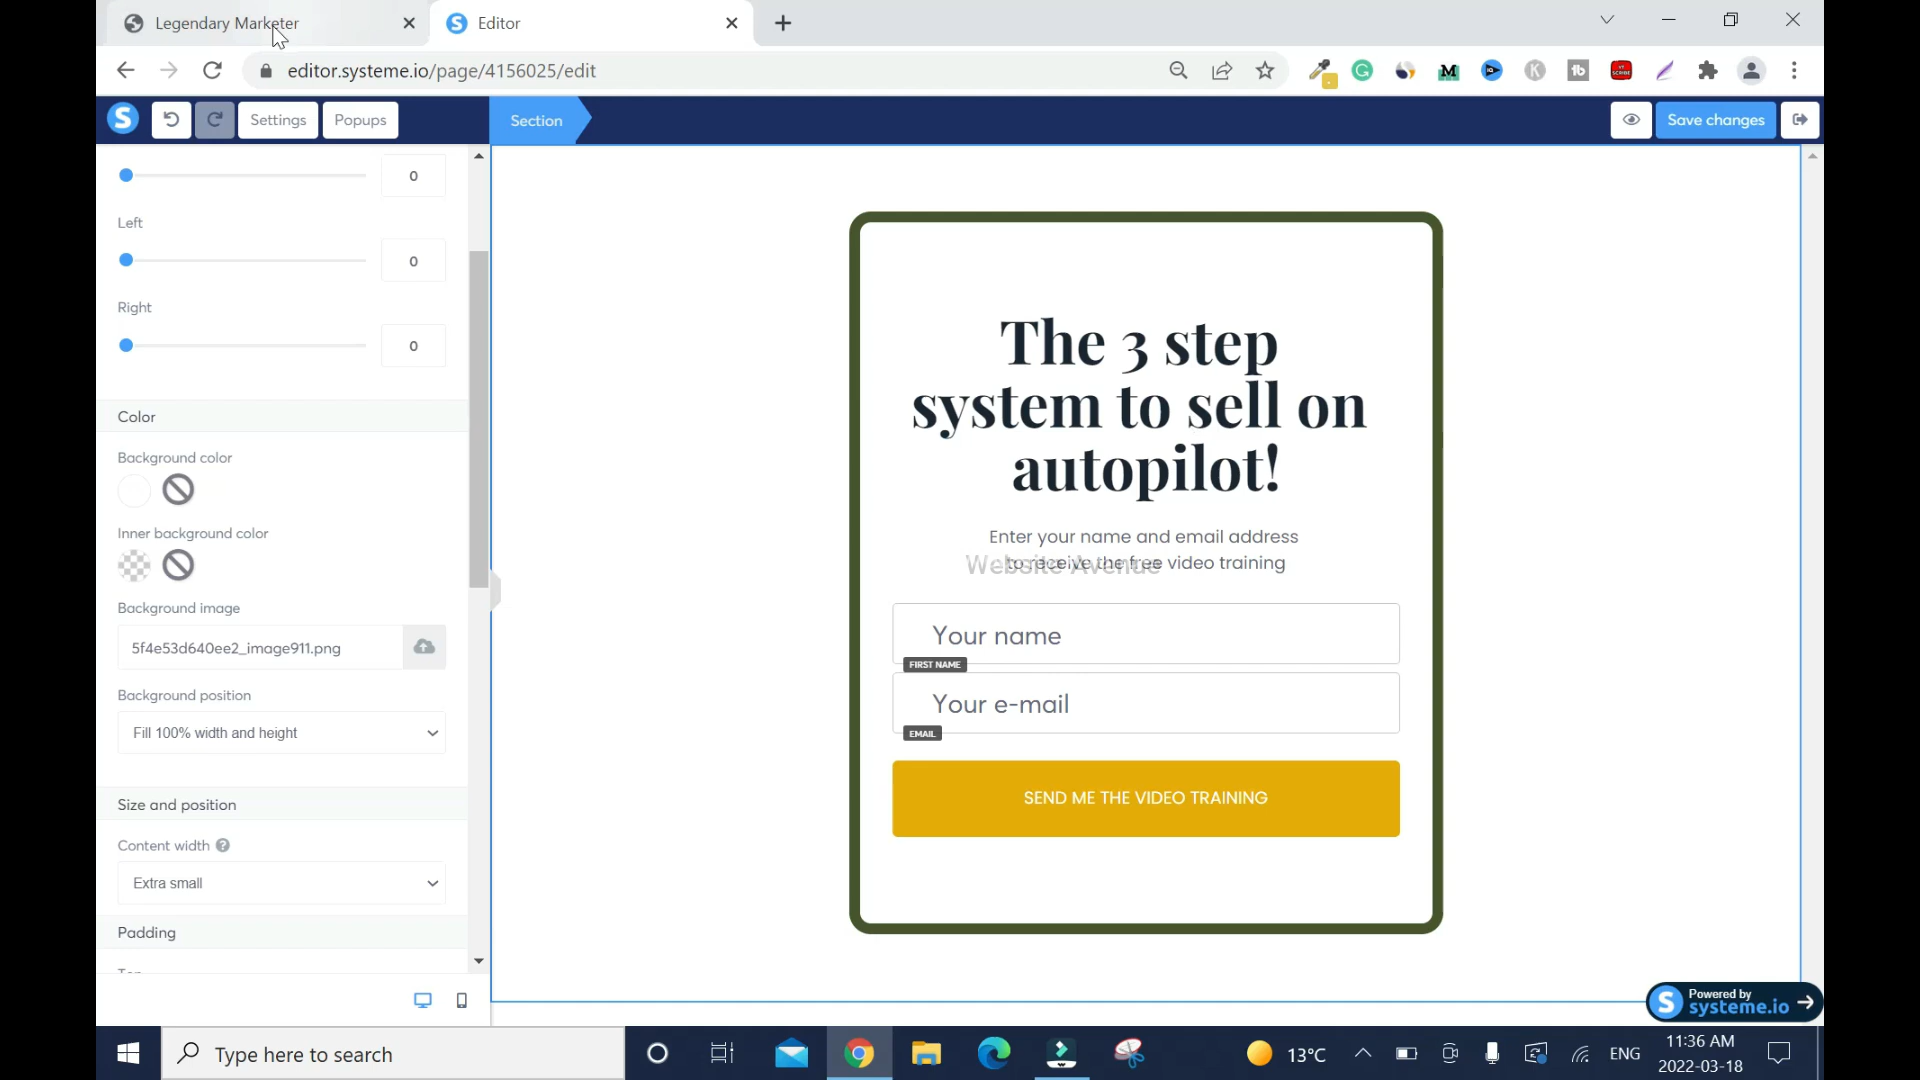 Legendary Marketer
Editor
editor.systeme.io/page/4156025/edit
Settings
Popups
Section
Save changes
0
Left
0
Right
0
Color
Background color
Inner background color
Background image
5f4e53d640ee2_image911.png
Background position
Fill 100% width and height
Size and position
Content width
Extra small
Padding
The 3 step
system to sell on
autopilot!
Enter your name and email address
to receive the free video training
Website Avenue
Your name
FIRST NAME
Your e-mail
EMAIL
SEND ME THE VIDEO TRAINING
Powered by
systeme.io
Type here to search
13°C
ENG
11:36 AM
2022-03-18